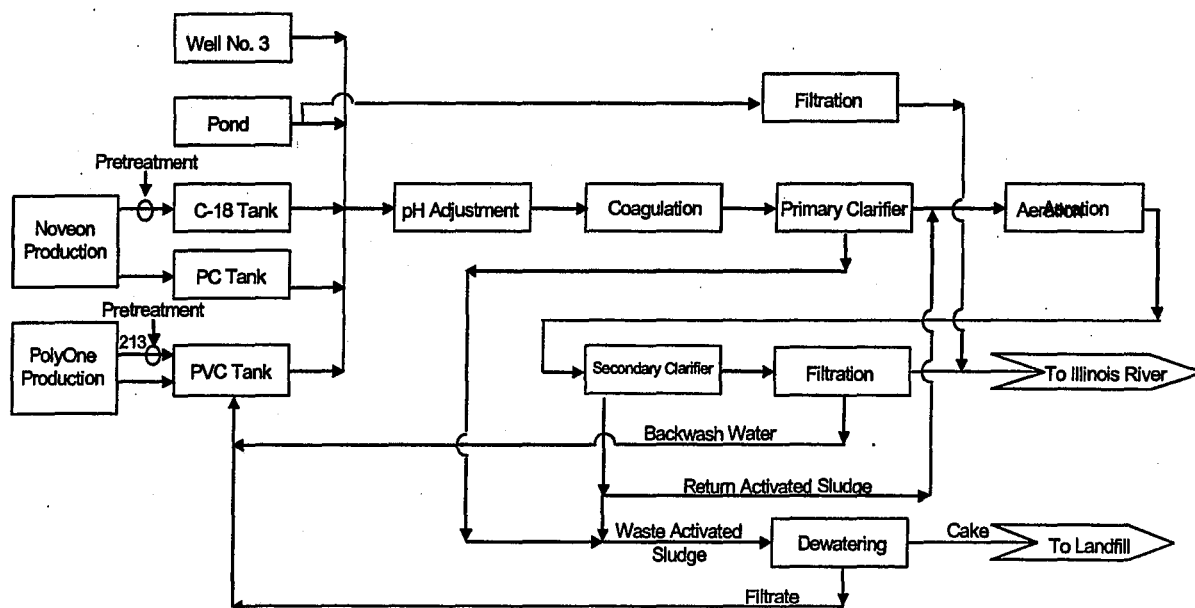 Well No. 3
Pond
Filtration
Pretreatment
Noveon
Production
C-18 Tank
pH Adjustment
Coagulation
Primary Clarifier
Aeration
PC Tank
Pretreatment
213
PolyOne
Production
PVC Tank
Secondary Clarifier
Filtration
To Illinois River
Backwash Water
Return Activated Sludge
Waste Activated
Sludge
Dewatering
Cake
To Landfill
Filtrate